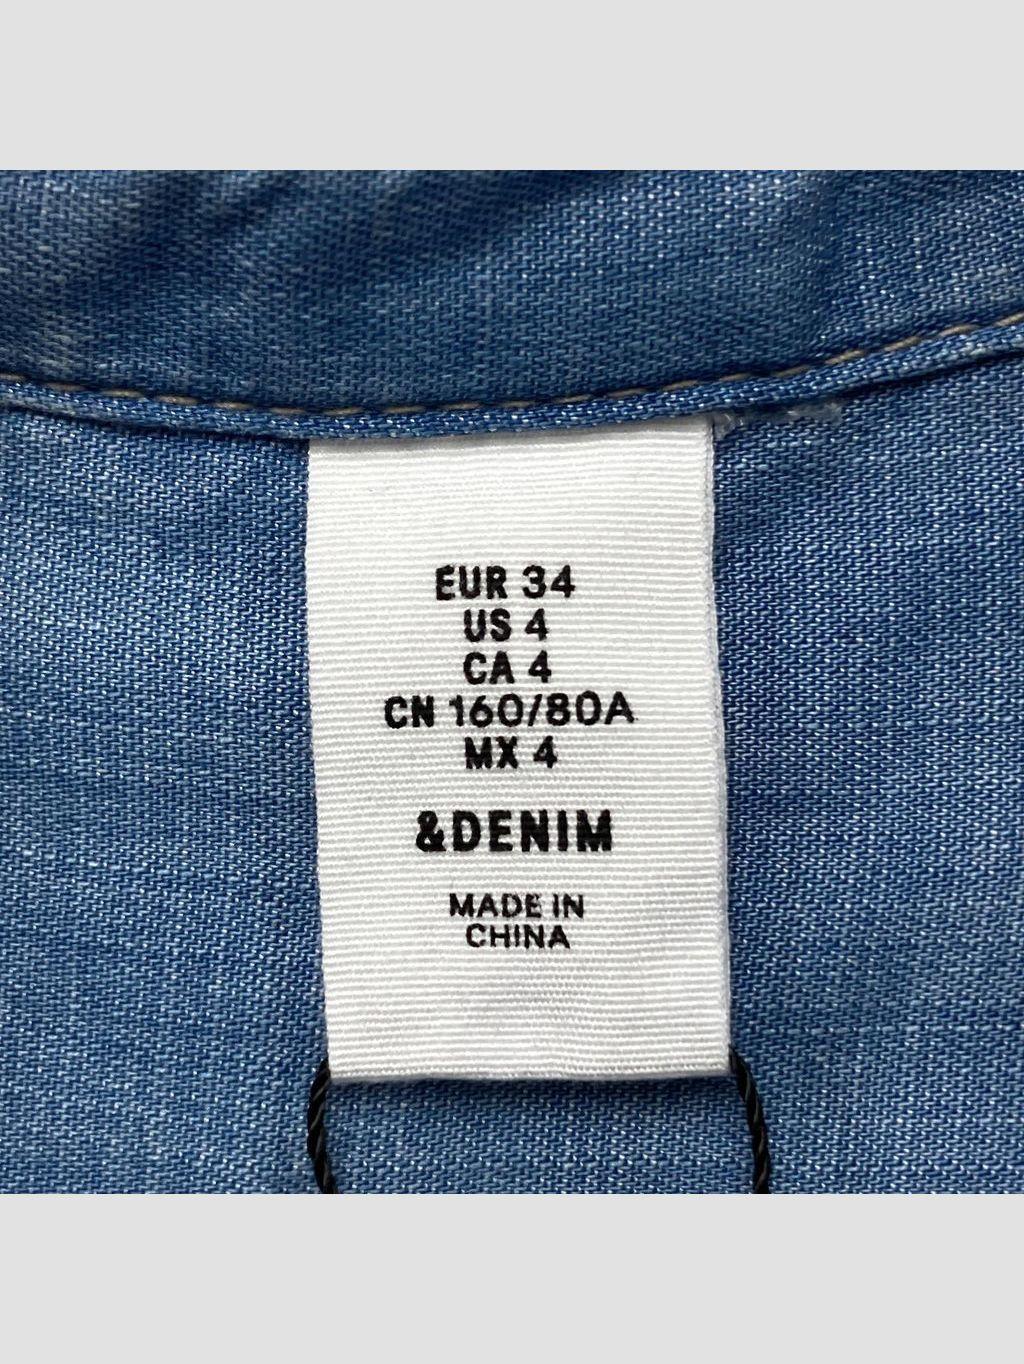 EUR 34
US 4
CA 4
CN 160/80A
MX 4
&DENIM
MADE IN
CHINA